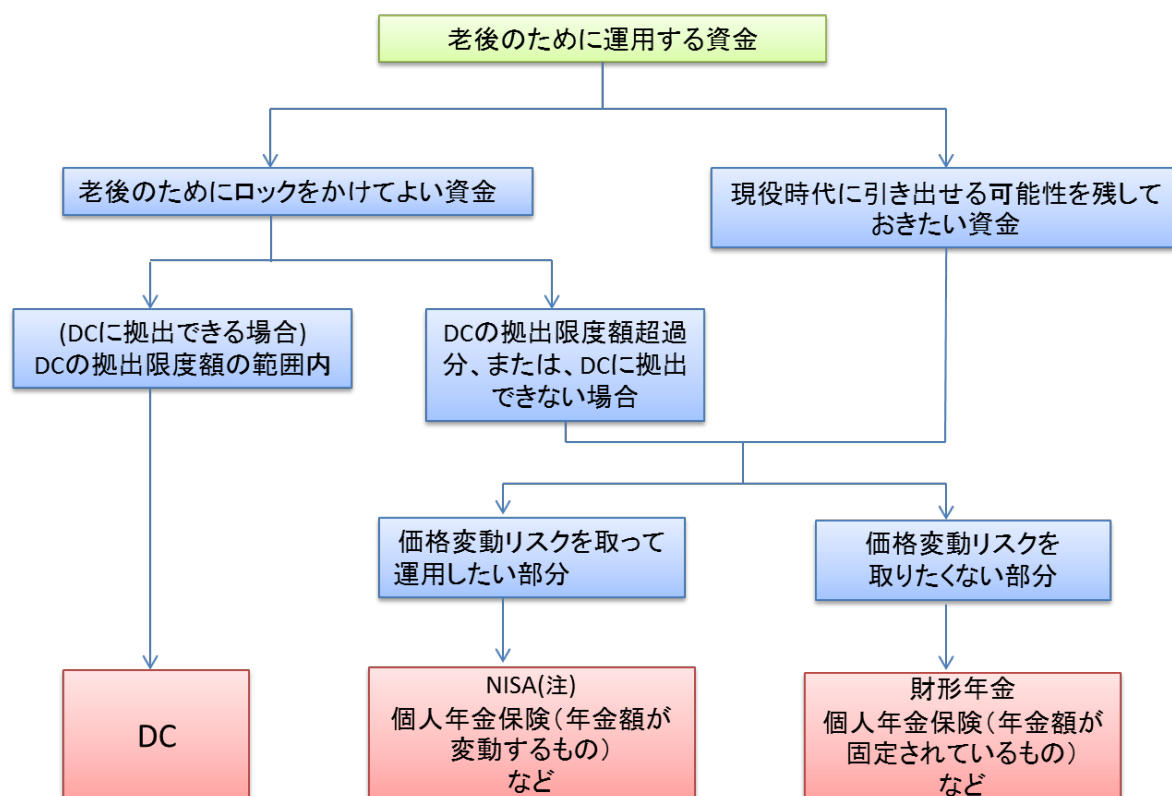 老後のために運用する資金
老後のためにロックをかけてよい資金
現役時代に引き出せる可能性を残して
おきたい資金
(DCに拠出できる場合)
DCの拠出限度額の範囲内
DCの拠出限度額超過
分、または、DCに拠出
できない場合
価格変動リスクを取って
運用したい部分
価格変動リスクを
取りたくない部分
DC
NISA(注)
個人年金保険(年金額が
変動するもの)
など
財形年金
個人年金保険(年金額が
固定されているもの)
など